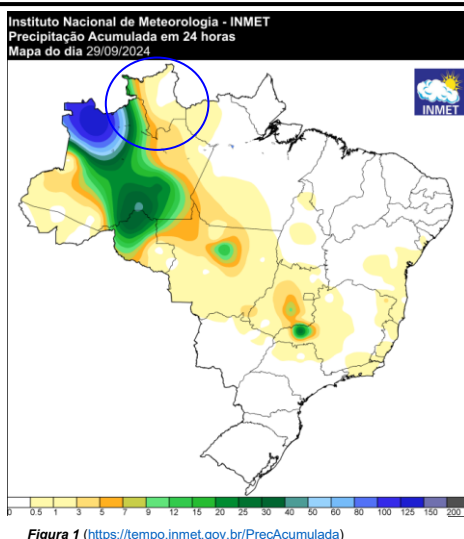 Instituto Nacional de Meteorologia - INMET
Precipitação Acumulada em 24 horas
Mapa do dia 29/09/2024
INMET
0 0.5 1 3 5 7 9 12 15 20 25 30 40 50 60 80 100 125 150 200
Figura 1 (https://tempo.inmet.gov.br/PrecAcumulada)